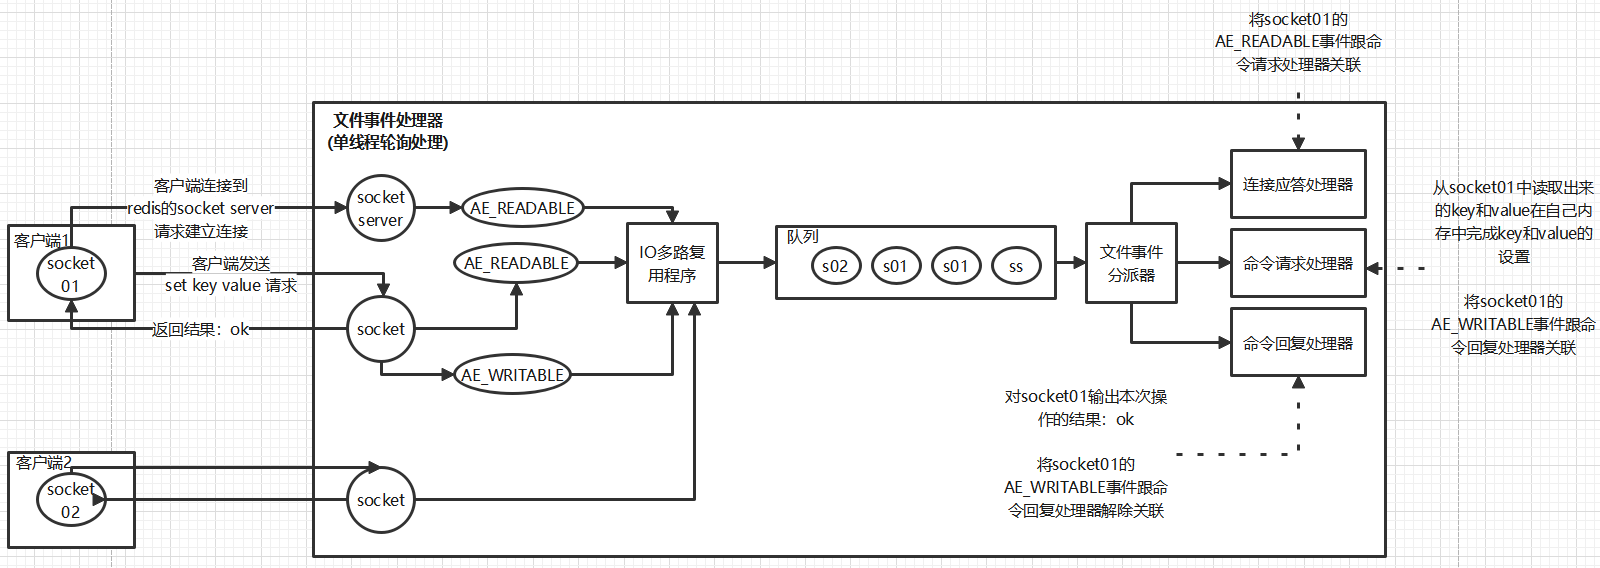 将socket01的
AE_READABLE事件跟命
令请求处理器关联
文件事件处理器
(单线程轮询处理)
客户端连接到
redis的socket server
请求建立连接
socket
server
AE_READABLE
连接应答处理器
从socket01中读取出来
的key和value在自己内
存中完成key和value的
设置
客户端1
socket
01
客户端发送
set key value 请求
AE_READABLE
IO多路复
用程序
队列
s02
s01
s01
ss
文件事件
分派器
命令请求处理器
返回结果：ok
socket
将socket01的
AE_WRITABLE事件跟命
令回复处理器关联
命令回复处理器
AE_WRITABLE
对socket01输出本次操
作的结果：ok
将socket01的
AE_WRITABLE事件跟命
令回复处理器解除关联
客户端2
socket
02
socket